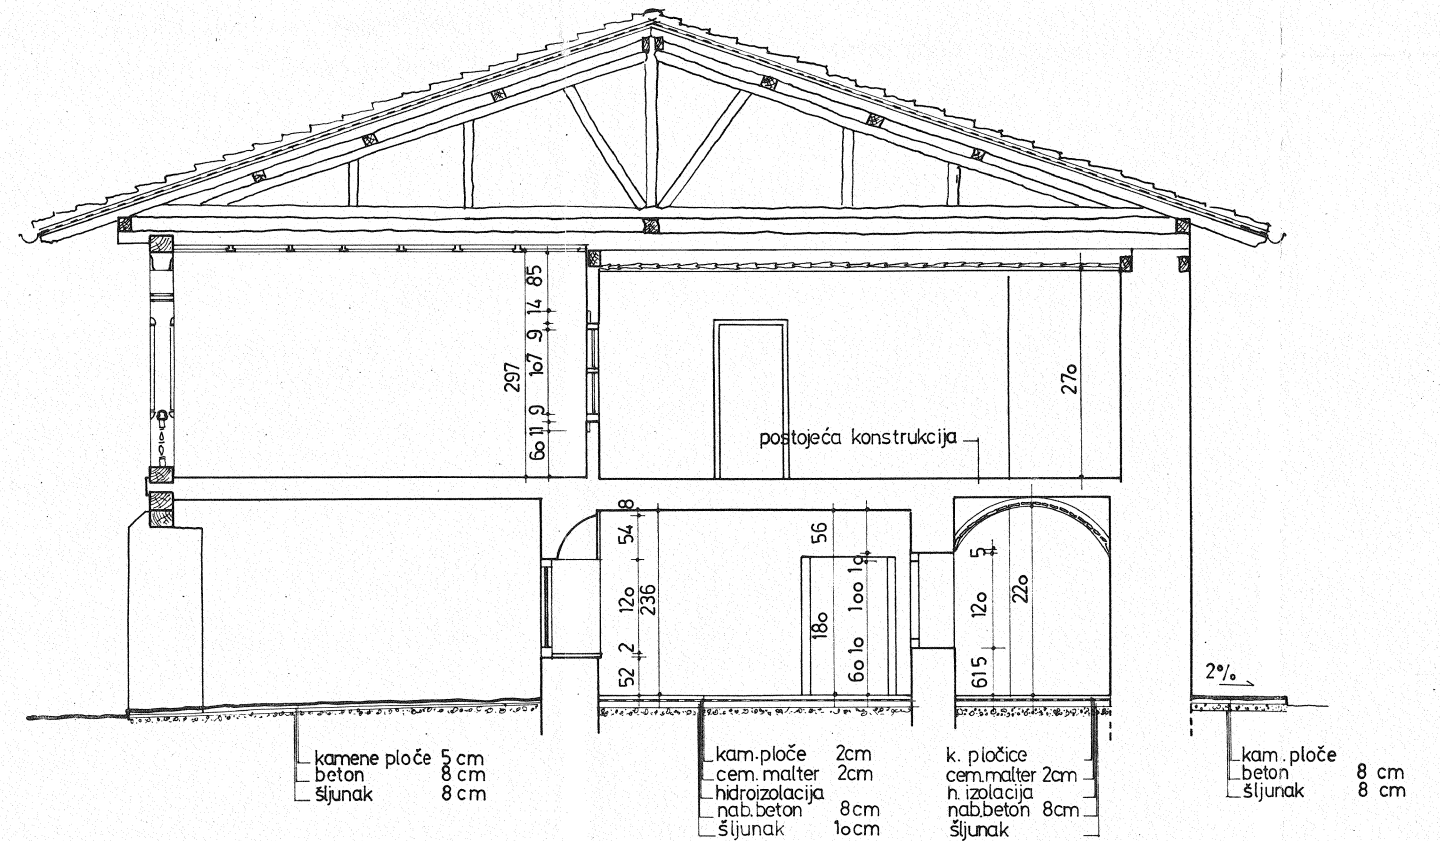 85
14
9
107
297
9
11
60
270
postojeća konstrukcija
8
54
56
120
236
2
52
180
10
100
10
60
5
120
220
615
2%
kamene ploče 5 cm
beton 8 cm
šljunak 8 cm
kam. ploče 2cm
cem. malter 2cm
hidroizolacija
nab. beton 8cm
šljunak 10cm
k. pločice
cem. malter 2cm
h. izolacija
nab. beton 8cm
šljunak
kam. ploče
beton 8 cm
šljunak 8 cm